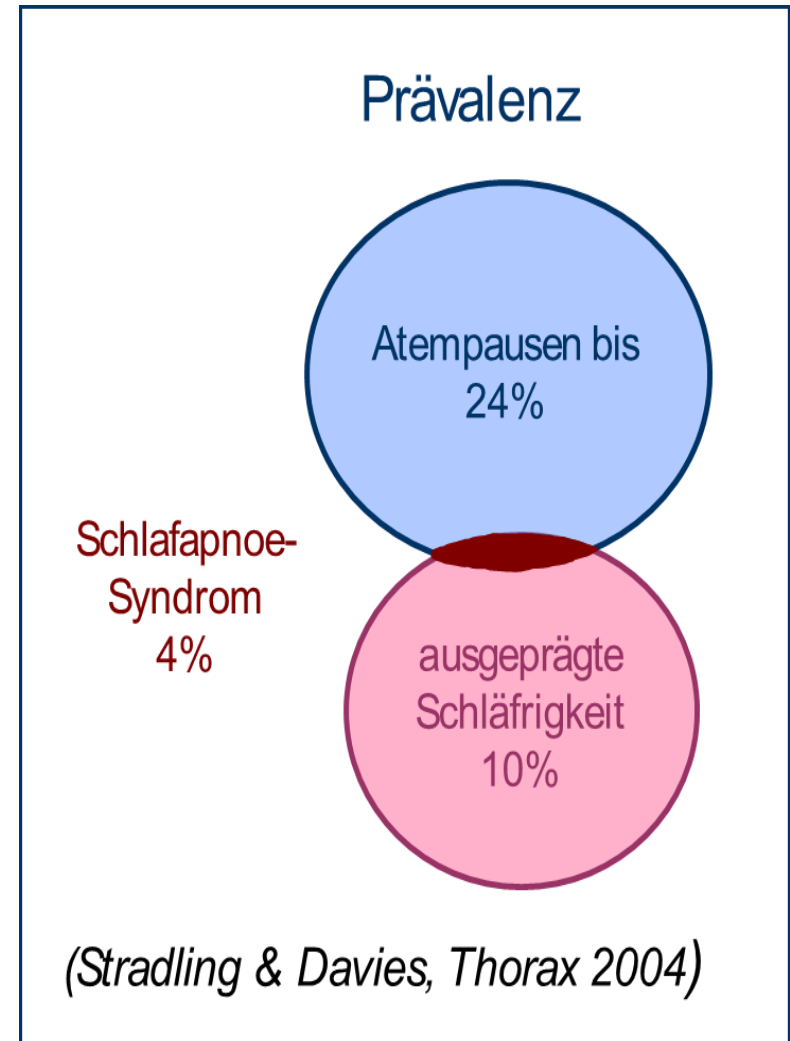 Prävalenz
Atempausen bis
24%
Schlafapnoe-
Syndrom
4%
ausgeprägte
Schläfrigkeit
10%
(Stradling & Davies, Thorax 2004)